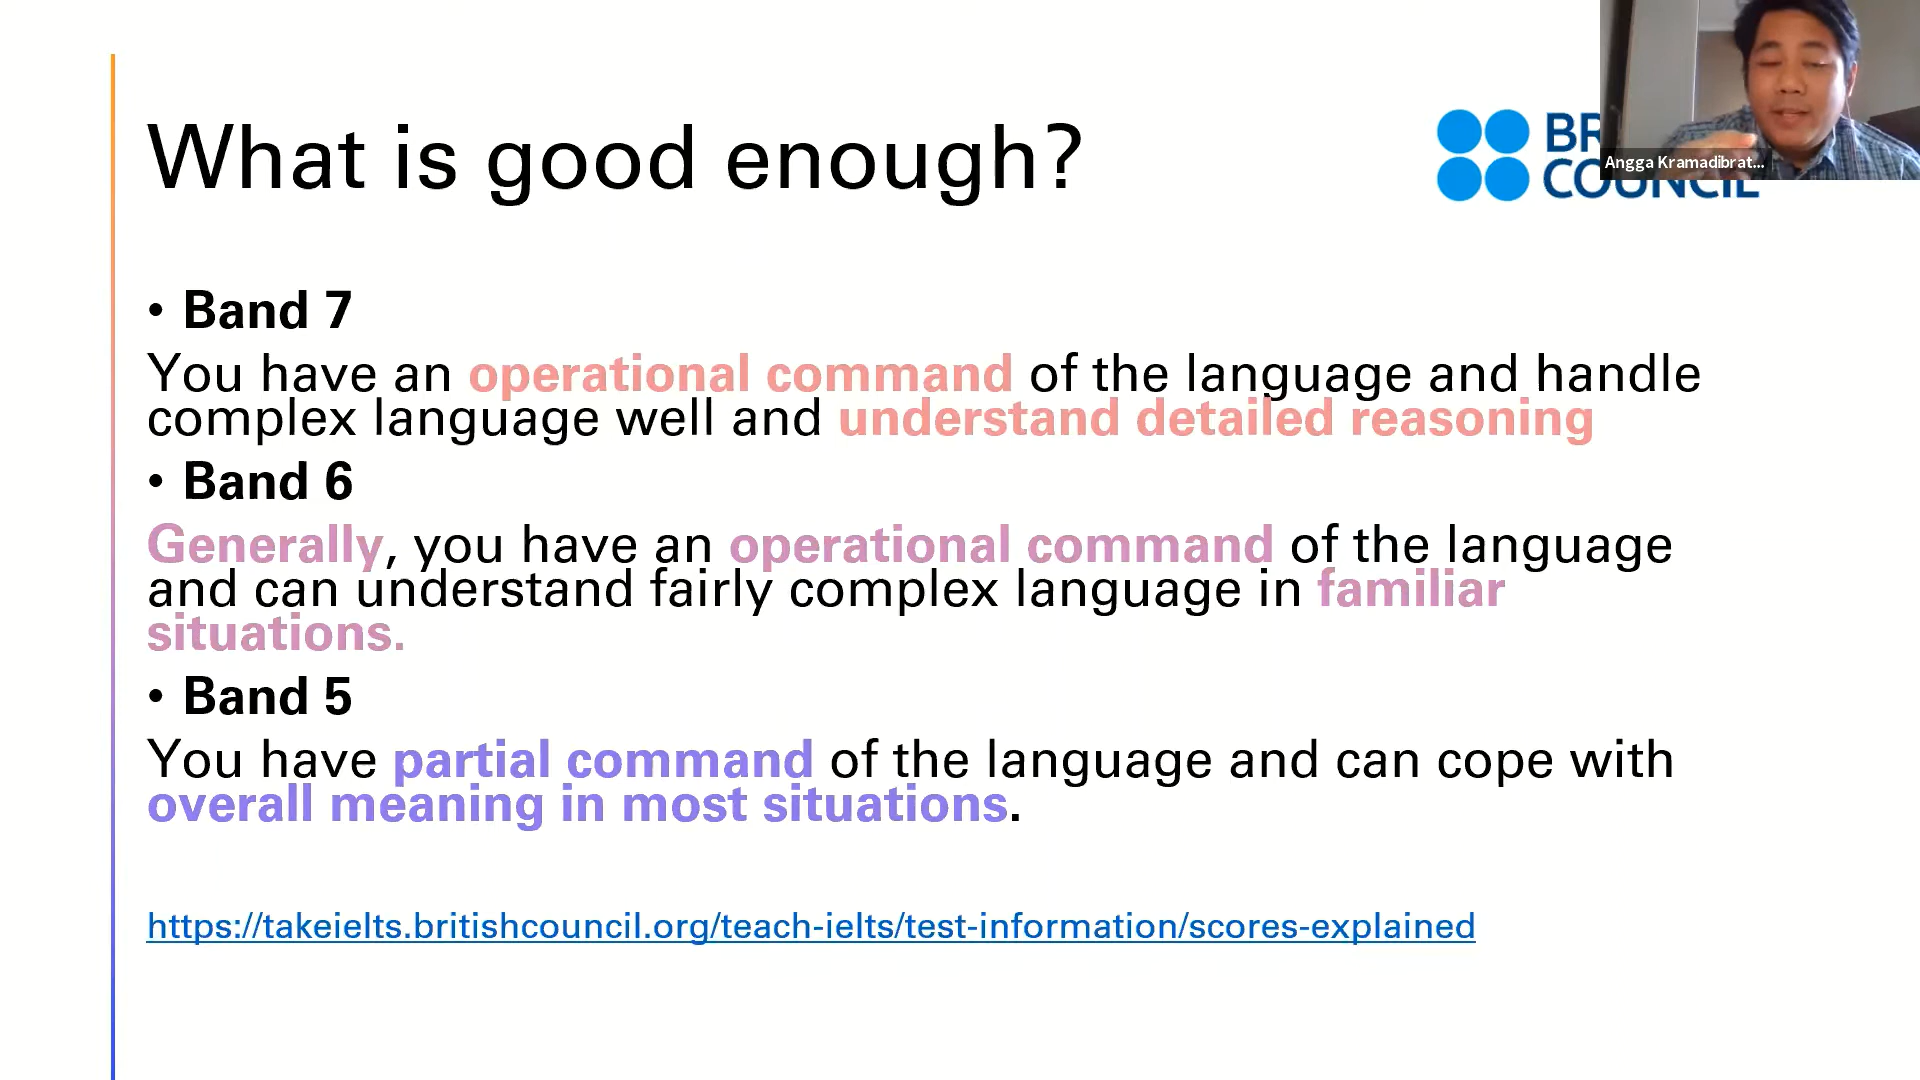 What is good enough?
BR
COUNCIL
Angga Kramadibrat...
• Band 7
You have an operational command of the language and handle
complex language well and understand detailed reasoning
• Band 6
Generally, you have an operational command of the language
and can understand fairly complex language in familiar
situations.
• Band 5
You have partial command of the language and can cope with
overall meaning in most situations.
https://takeielts.britishcouncil.org/teach-ielts/test-information/scores-explained